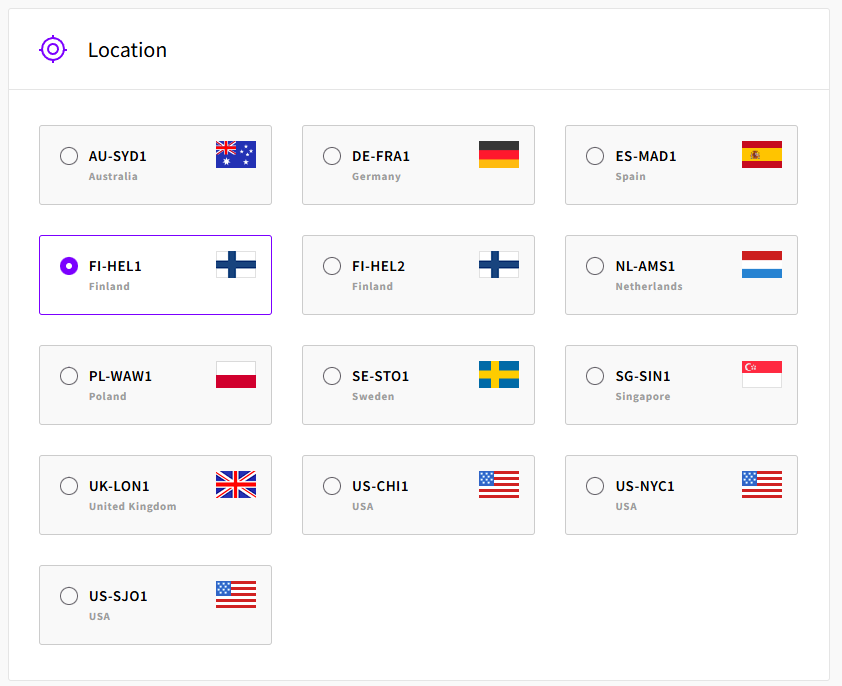 Location
AU-SYD1
Australia
DE-FRA1
Germany
ES-MAD1
Spain
FI-HEL1
Finland
FI-HEL2
Finland
NL-AMS1
Netherlands
PL-WAW1
Poland
SE-STO1
Sweden
SG-SIN1
Singapore
UK-LON1
United Kingdom
US-CHI1
USA
US-NYC1
USA
US-SJO1
USA